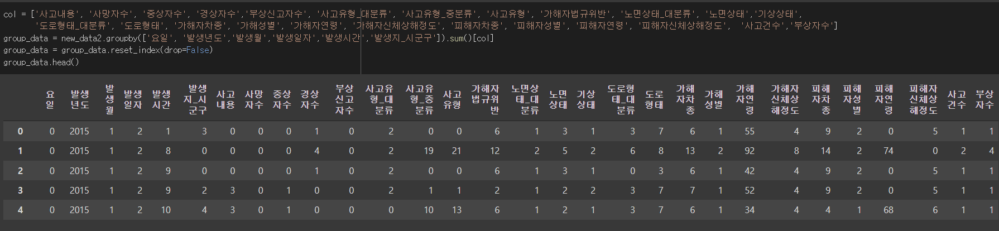 col = ['사고내용', '사망자수', '중상자수', '경상자수','부상신고자수', '사고유형_대분류', '사고유형_중분류', '사고유형', '가해자법규위반', '노면상태_대분류', '노면상태','기상상태',
'도로형태_대분류', '도로형태', '가해자차종', '가해성별', '가해자연령', '가해자신체상해정도', '피해자차종', '피해자성별', '피해자연령', '피해자신체상해정도', '사고건수','부상자수']
group_data = new_data2.groupby(['요일', '발생년도','발생월','발생일자','발생시간','발생지_시군구']).sum()[col]
group_data = group_data.reset_index(drop=False)
group_data.head()
요일 발생년도 발생월 발생일자 발생시간 발생지_시군구 사고내용 사망자수 중상자수 경상자수 부상신고자수 사고유형_대분류 사고유형_중분류 사고유형 가해자법규위반 노면상태_대분류 노면상태 기상상태 도로형태_대분류 도로형태 가해자차종 가해성별 가해자연령 가해자신체상해정도 피해자차종 피해자성별 피해자연령 피해자신체상해정도 사고건수 부상자수
0 0 2015 1 2 1 3 0 0 0 1 0 2 0 0 6 1 3 1 3 7 6 1 55 4 9 2 0 5 1 1
1 0 2015 1 2 8 0 0 0 0 4 0 2 19 21 12 2 5 2 6 8 13 2 92 8 14 2 74 0 2 4
2 0 2015 1 2 9 0 0 0 0 1 0 2 0 0 6 1 3 1 0 3 6 1 42 4 9 2 0 5 1 1
3 0 2015 1 2 9 2 3 0 1 0 0 2 1 1 2 1 2 2 3 7 7 1 52 4 9 2 0 5 1 1
4 0 2015 1 2 10 4 3 0 1 0 0 0 10 13 6 1 2 1 3 7 6 1 34 4 4 1 68 6 1 1